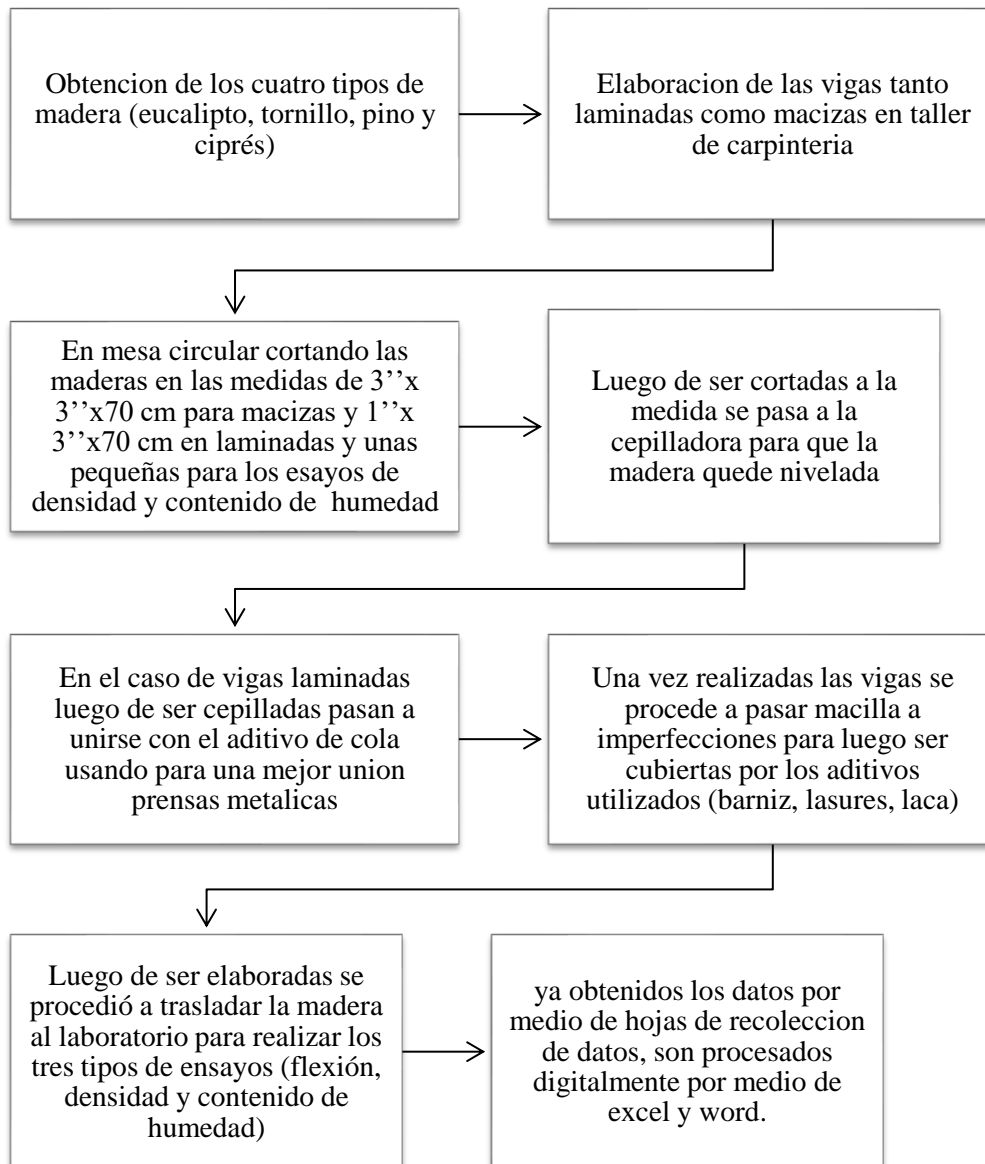 Obtencion de los cuatro tipos de
madera (eucalipto, tornillo, pino y
ciprés)
Elaboracion de las vigas tanto
laminadas como macizas en taller
de carpinteria
En mesa circular cortando las
maderas en las medidas de 3’’x
3’’x70 cm para macizas y 1’’x
3’’x70 cm en laminadas y unas
pequeñas para los esayos de
densidad y contenido de humedad
Luego de ser cortadas a la
medida se pasa a la
cepilladora para que la
madera quede nivelada
En el caso de vigas laminadas
luego de ser cepilladas pasan a
unirse con el aditivo de cola
usando para una mejor union
prensas metalicas
Una vez realizadas las vigas se
procede a pasar macilla a
imperfecciones para luego ser
cubiertas por los aditivos
utilizados (barniz, lasures, laca)
Luego de ser elaboradas se
procedió a trasladar la madera
al laboratorio para realizar los
tres tipos de ensayos (flexión,
densidad y contenido de
humedad)
ya obtenidos los datos por
medio de hojas de recoleccion
de datos, son procesados
digitalmente por medio de
excel y word.